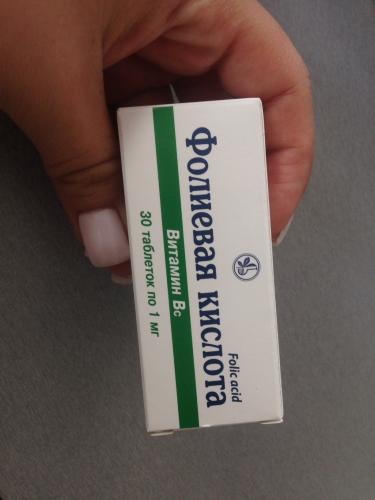 Folic acid
Фолиевая кислота
Витамин Вс
30 таблеток по 1 мг